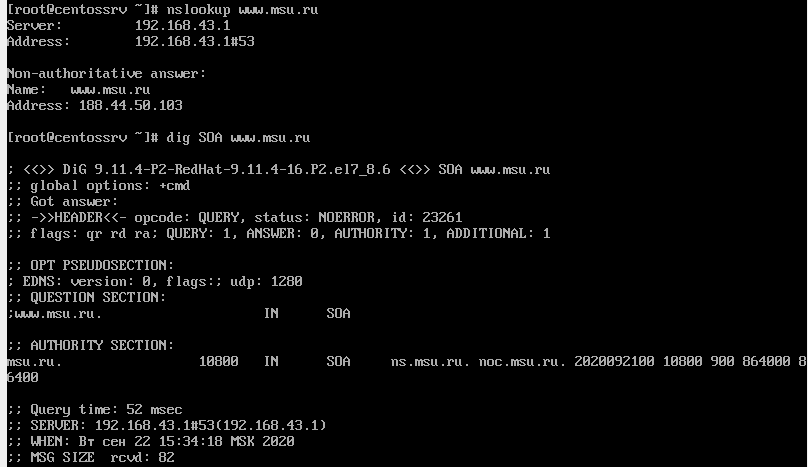 [root@centossrv ~]# nslookup www.msu.ru
Server:         192.168.43.1
Address:        192.168.43.1#53

Non-authoritative answer:
Name:   www.msu.ru
Address: 188.44.50.103

[root@centossrv ~]# dig SOA www.msu.ru

; <<>> DiG 9.11.4-P2-RedHat-9.11.4-16.P2.el7_8.6 <<>> SOA www.msu.ru
;; global options: +cmd
;; Got answer:
;; ->>HEADER<<- opcode: QUERY, status: NOERROR, id: 23261
;; flags: qr rd ra; QUERY: 1, ANSWER: 0, AUTHORITY: 1, ADDITIONAL: 1

;; OPT PSEUDOSECTION:
; EDNS: version: 0, flags:; udp: 1280
;; QUESTION SECTION:
;www.msu.ru.                    IN      SOA

;; AUTHORITY SECTION:
msu.ru.                 10800   IN      SOA     ns.msu.ru. noc.msu.ru. 2020092100 10800 900 864000 8
6400

;; Query time: 52 msec
;; SERVER: 192.168.43.1#53(192.168.43.1)
;; WHEN: Вт сен 22 15:34:18 MSK 2020
;; MSG SIZE  rcvd: 82